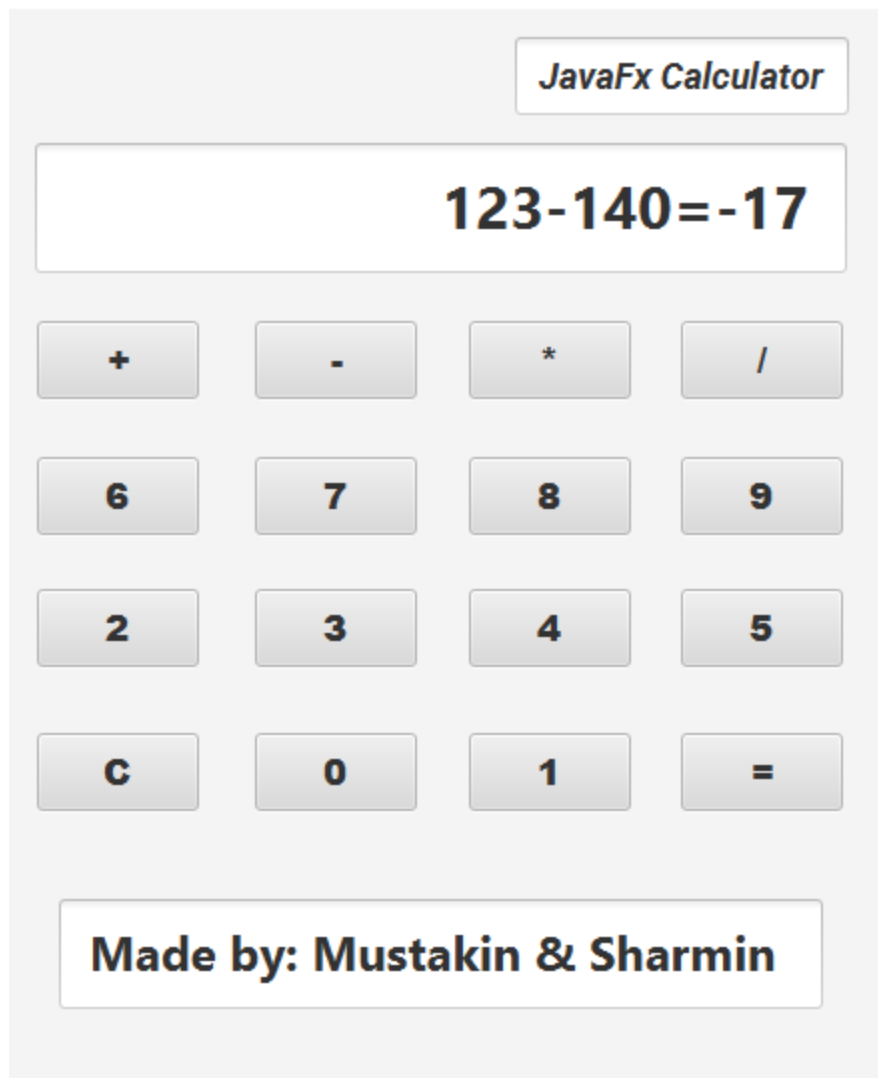 JavaFx Calculator
123-140=-17
+ - * /
6 7 8 9
2 3 4 5
C 0 1 =
Made by: Mustakin & Sharmin